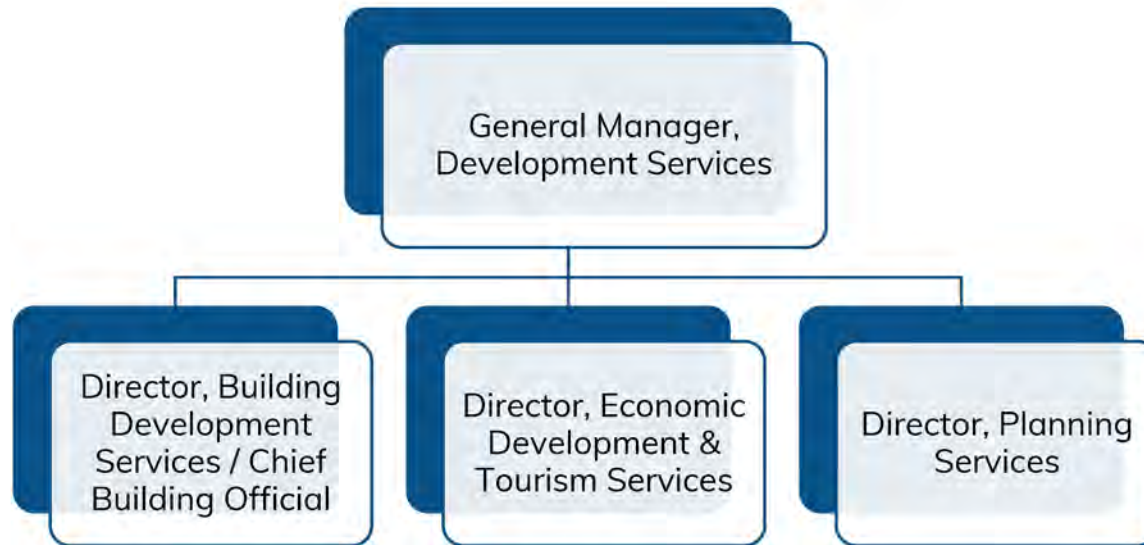 General Manager,
Development Services
Director, Building
Development
Services / Chief
Building Official
Director, Economic
Development &
Tourism Services
Director, Planning
Services